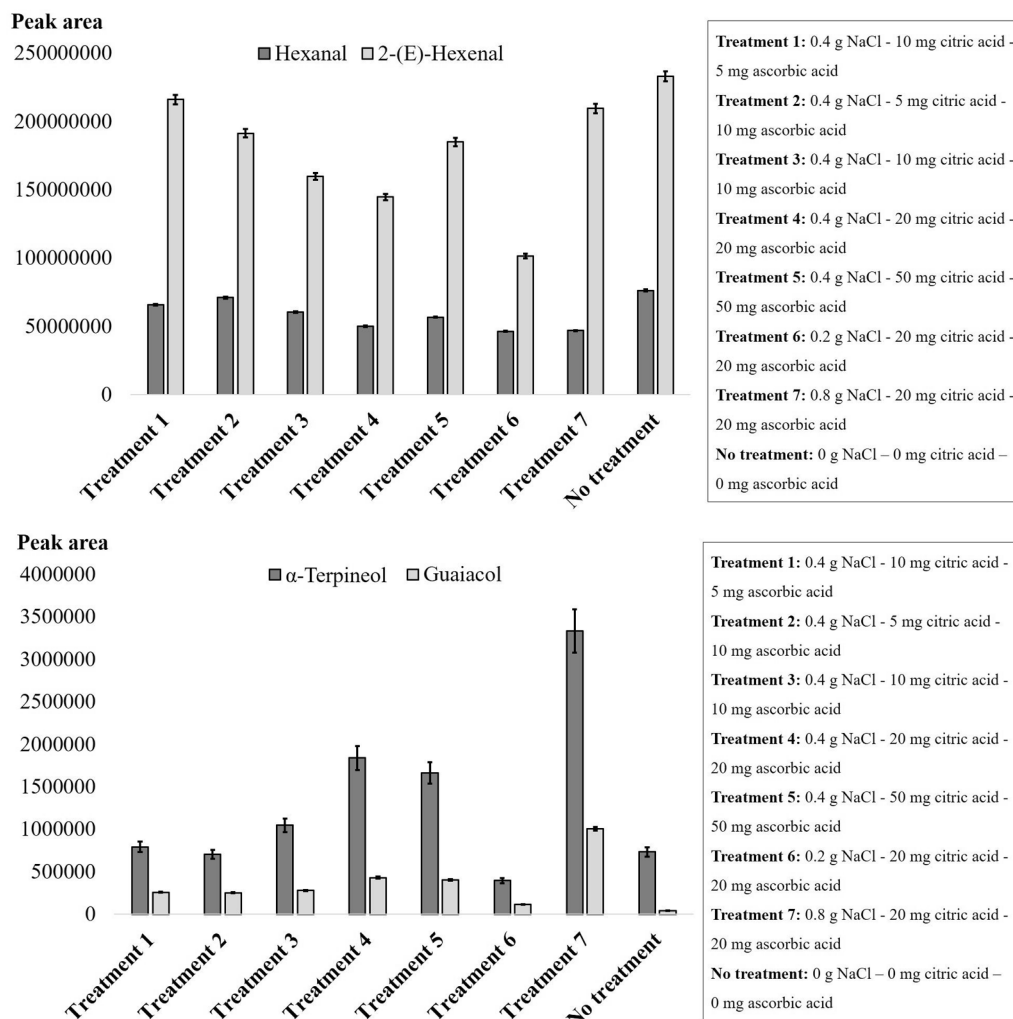 Peak area
250000000
200000000
150000000
100000000
50000000
0
Hexanal 2-(E)-Hexenal
Treatment 1
Treatment 2
Treatment 3
Treatment 4
Treatment 5
Treatment 6
Treatment 7
No treatment
Treatment 1: 0.4 g NaCl - 10 mg citric acid -
5 mg ascorbic acid
Treatment 2: 0.4 g NaCl - 5 mg citric acid -
10 mg ascorbic acid
Treatment 3: 0.4 g NaCl - 10 mg citric acid -
10 mg ascorbic acid
Treatment 4: 0.4 g NaCl - 20 mg citric acid -
20 mg ascorbic acid
Treatment 5: 0.4 g NaCl - 50 mg citric acid -
50 mg ascorbic acid
Treatment 6: 0.2 g NaCl - 20 mg citric acid -
20 mg ascorbic acid
Treatment 7: 0.8 g NaCl - 20 mg citric acid -
20 mg ascorbic acid
No treatment: 0 g NaCl – 0 mg citric acid –
0 mg ascorbic acid
Peak area
4000000
3500000
3000000
2500000
2000000
1500000
1000000
500000
0
α-Terpineol Guaiacol
Treatment 1
Treatment 2
Treatment 3
Treatment 4
Treatment 5
Treatment 6
Treatment 7
No treatment
Treatment 1: 0.4 g NaCl - 10 mg citric acid -
5 mg ascorbic acid
Treatment 2: 0.4 g NaCl - 5 mg citric acid -
10 mg ascorbic acid
Treatment 3: 0.4 g NaCl - 10 mg citric acid -
10 mg ascorbic acid
Treatment 4: 0.4 g NaCl - 20 mg citric acid -
20 mg ascorbic acid
Treatment 5: 0.4 g NaCl - 50 mg citric acid -
50 mg ascorbic acid
Treatment 6: 0.2 g NaCl - 20 mg citric acid -
20 mg ascorbic acid
Treatment 7: 0.8 g NaCl - 20 mg citric acid -
20 mg ascorbic acid
No treatment: 0 g NaCl – 0 mg citric acid –
0 mg ascorbic acid